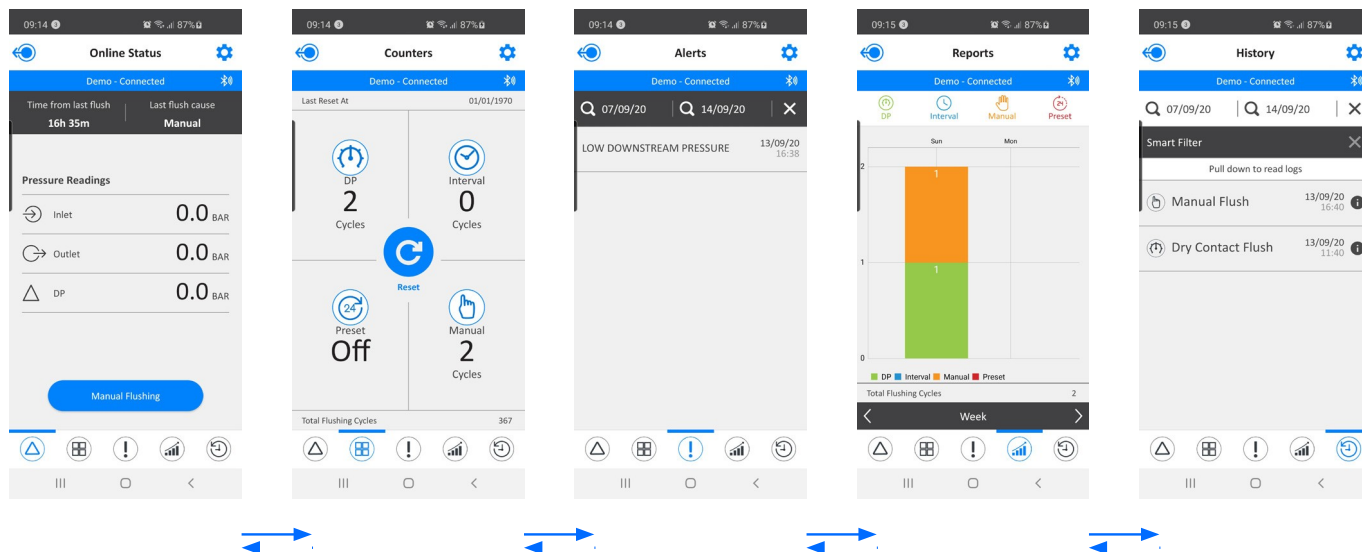 09:14 3 87%
Online Status
Demo - Connected
Time from last flush
Last flush cause
16h 35m
Manual
Pressure Readings
Inlet 0.0 BAR
Outlet 0.0 BAR
DP 0.0 BAR
Manual Flushing
09:14 3 87%
Counters
Demo - Connected
Last Reset At 01/01/1970
DP
2
Cycles
Interval
0
Cycles
Reset
24
Preset
Off
Manual
2
Cycles
Total Flushing Cycles 367
09:14 3 87%
Alerts
Demo - Connected
07/09/20 14/09/20
LOW DOWNSTREAM PRESSURE 13/09/20
16:38
09:15 3 87%
Reports
Demo - Connected
24
DP Interval Manual Preset
Sun Mon
2
1
1
1
0
DP Interval Manual Preset
Total Flushing Cycles 2
Week
09:15 3 87%
History
Demo - Connected
07/09/20 14/09/20
Smart Filter
Pull down to read logs
Manual Flush 13/09/20
16:40
Dry Contact Flush 13/09/20
11:40